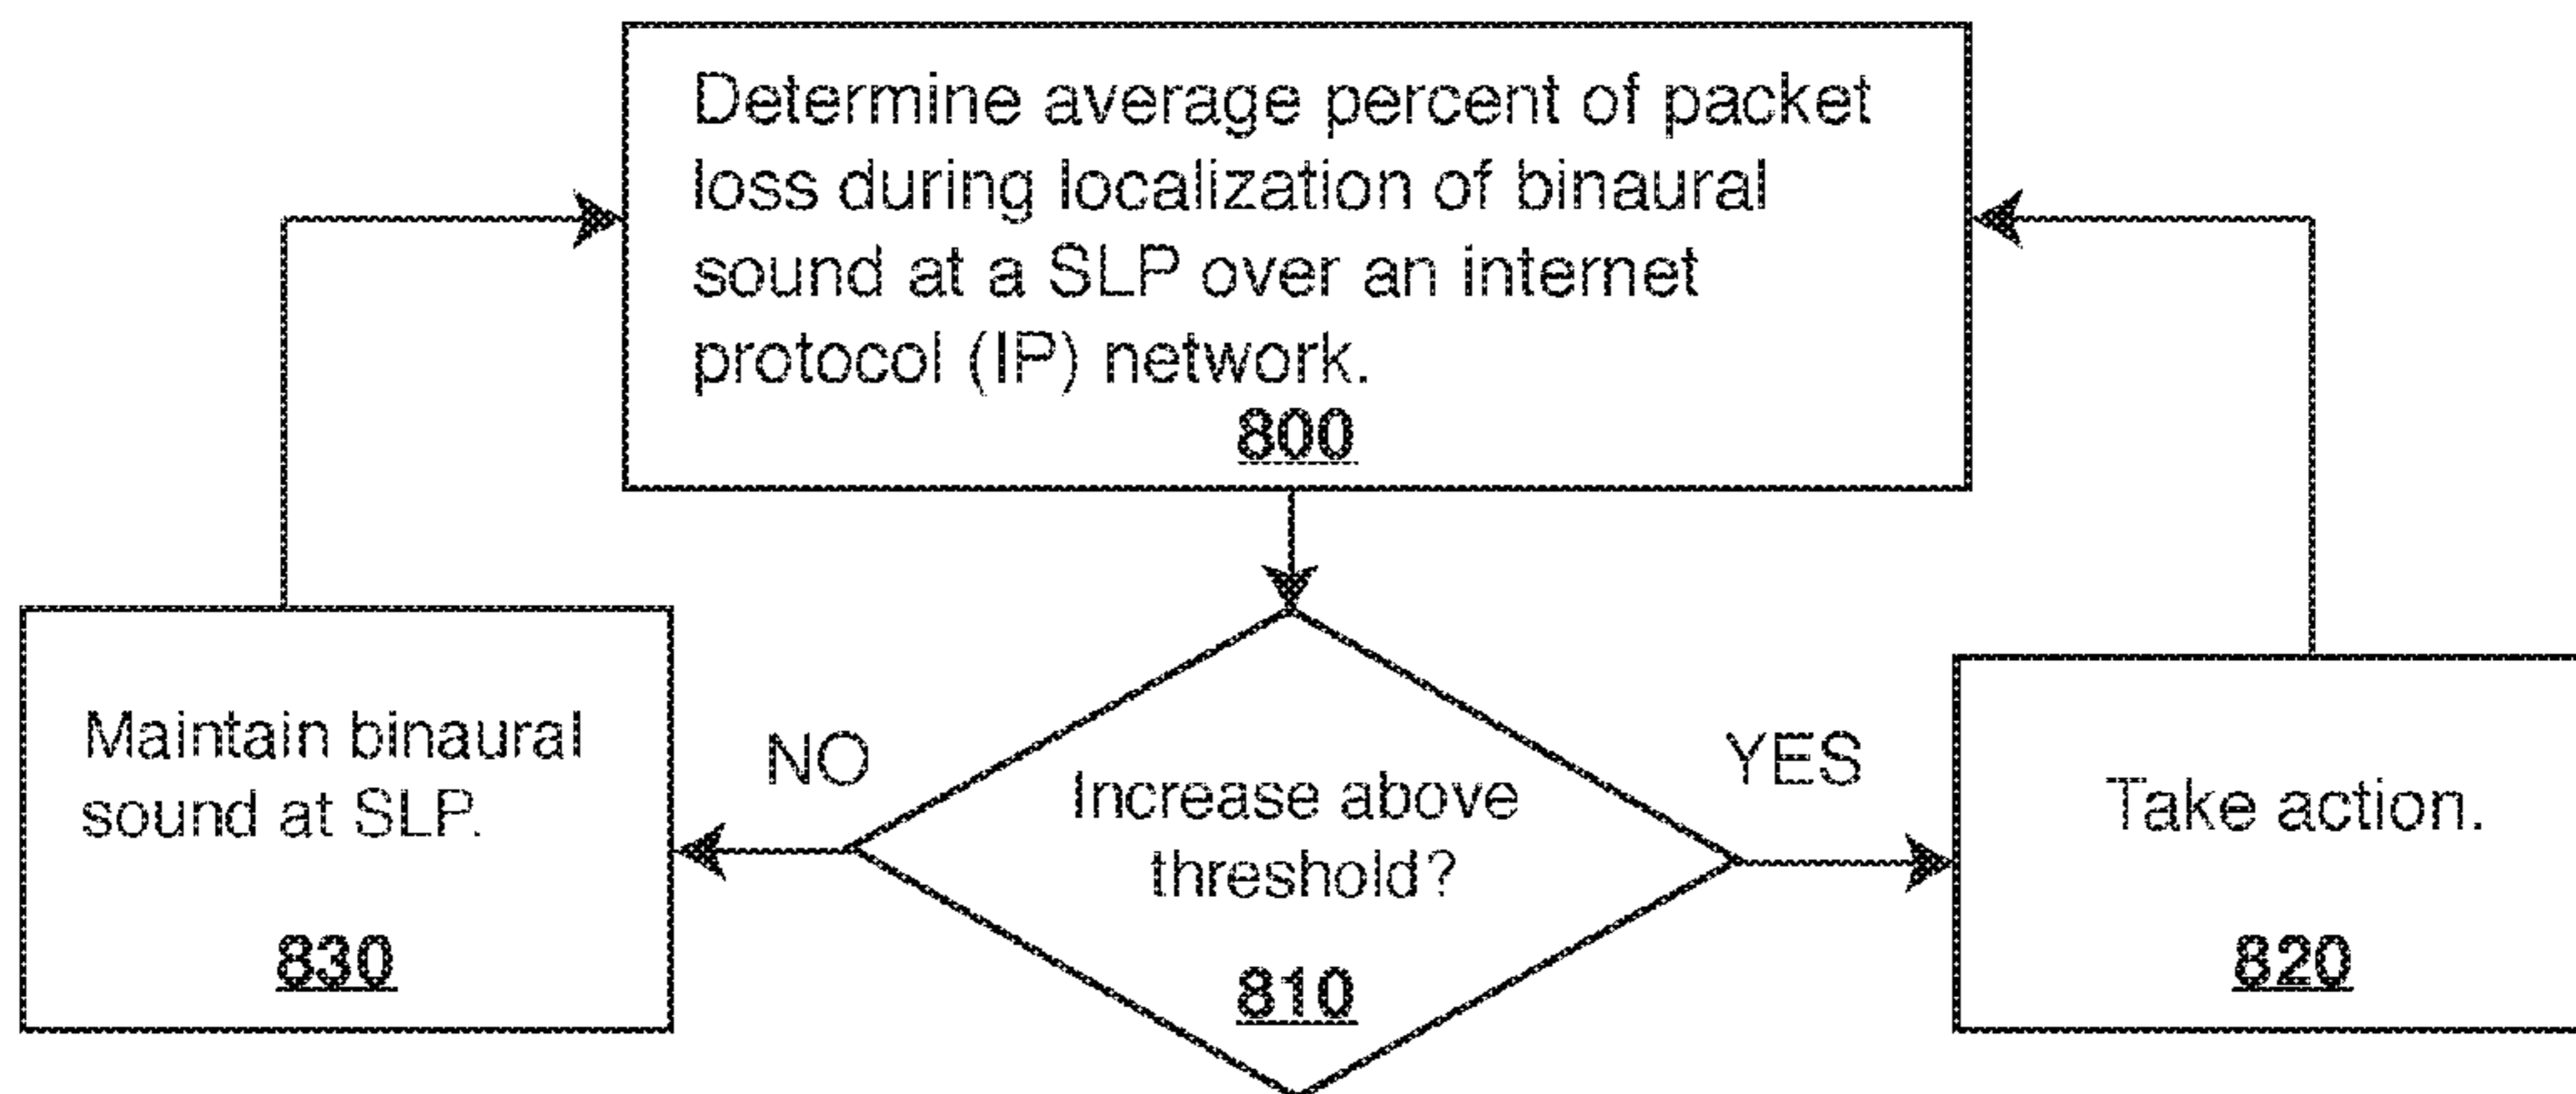 Determine average percent of packet
loss during localization of binaural
sound at a SLP over an internet
protocol (IP) network.
800
Maintain binaural
sound at SLP.
830
NO
Increase above
threshold?
810
YES
Take action.
820